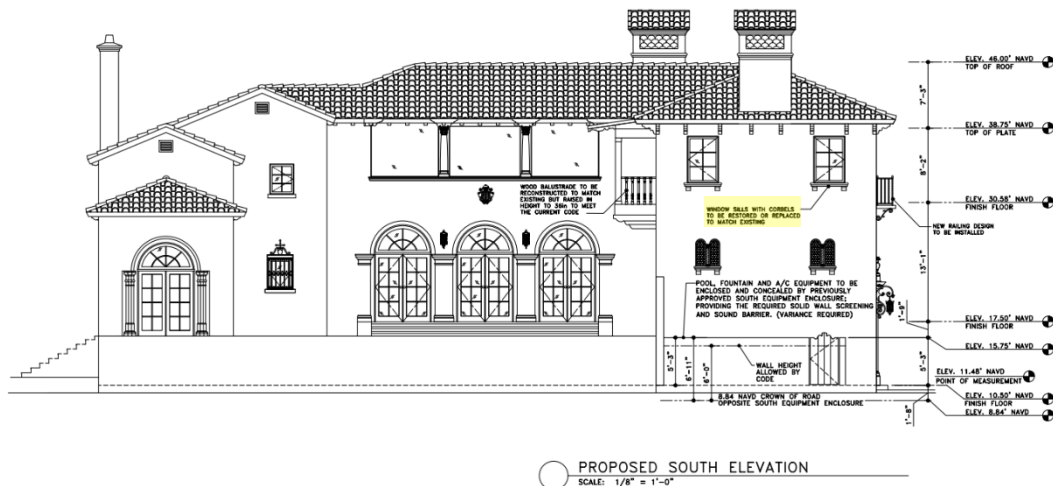 ELEV. 46.00' NAVD
TOP OF ROOF
7'-3"
ELEV. 38.75' NAVD
TOP OF PLATE
8'-2"
WOOD BALUSTRADE TO BE
RECONSTRUCTED TO MATCH
EXISTING BUT RAISED IN
HEIGHT TO 36in TO MEET
THE CURRENT CODE
WINDOW SILLS WITH CORBELS
TO BE RESTORED OR REPLACED
TO MATCH EXISTING
ELEV. 30.58' NAVD
FINISH FLOOR
NEW RAILING DESIGN
TO BE INSTALLED
13'-1"
POOL, FOUNTAIN AND A/C EQUIPMENT TO BE
ENCLOSED AND CONCEALED BY PREVIOUSLY
APPROVED SOUTH EQUIPMENT ENCLOSURE;
PROVIDING THE REQUIRED SOLID WALL SCREENING
AND SOUND BARRIER. (VARIANCE REQUIRED)
ELEV. 17.50' NAVD
FINISH FLOOR
1'-9"
ELEV. 15.75' NAVD
5'-3"
6'-11"
6'-0"
WALL HEIGHT
ALLOWED BY
CODE
5'-3"
ELEV. 11.48' NAVD
POINT OF MEASUREMENT
8.84 NAVD CROWN OF ROAD
OPPOSITE SOUTH EQUIPMENT ENCLOSURE
ELEV. 10.50' NAVD
FINISH FLOOR
ELEV. 8.84' NAVD
1'-8"
PROPOSED SOUTH ELEVATION
SCALE: 1/8" = 1'-0"